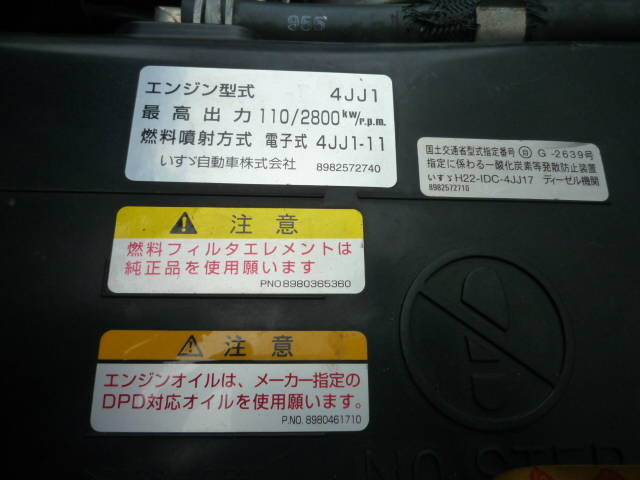 955
エンジン型式 4JJ1
最高出力 110/2800kW/r.p.m.
燃料噴射方式 電子式 4JJ1-11
いすゞ自動車株式会社 8982572740
国土交通省型式指定番号 G-2639号
指定に係わる一酸化炭素等発散防止装置
いすゞH22-IDC-4JJ17 ディーゼル機関
8982572710
注意
燃料フィルタエレメントは
純正品を使用願います
PNO8980365360
注意
エンジンオイルは、メーカー指定の
DPD対応オイルを使用願います。
P.NO. 8980461710
NO STEP